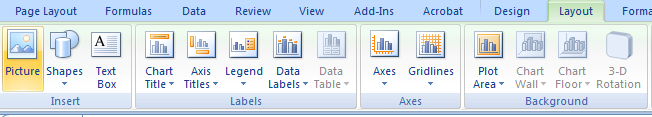 Page Layout Formulas Data Review View Add-Ins Acrobat Design Layout
Picture Shapes Text Box
Insert
Chart Title Axis Titles Legend Data Labels Data Table
Labels
Axes Gridlines
Axes
Plot Area Chart Wall Chart Floor 3-D Rotation
Background